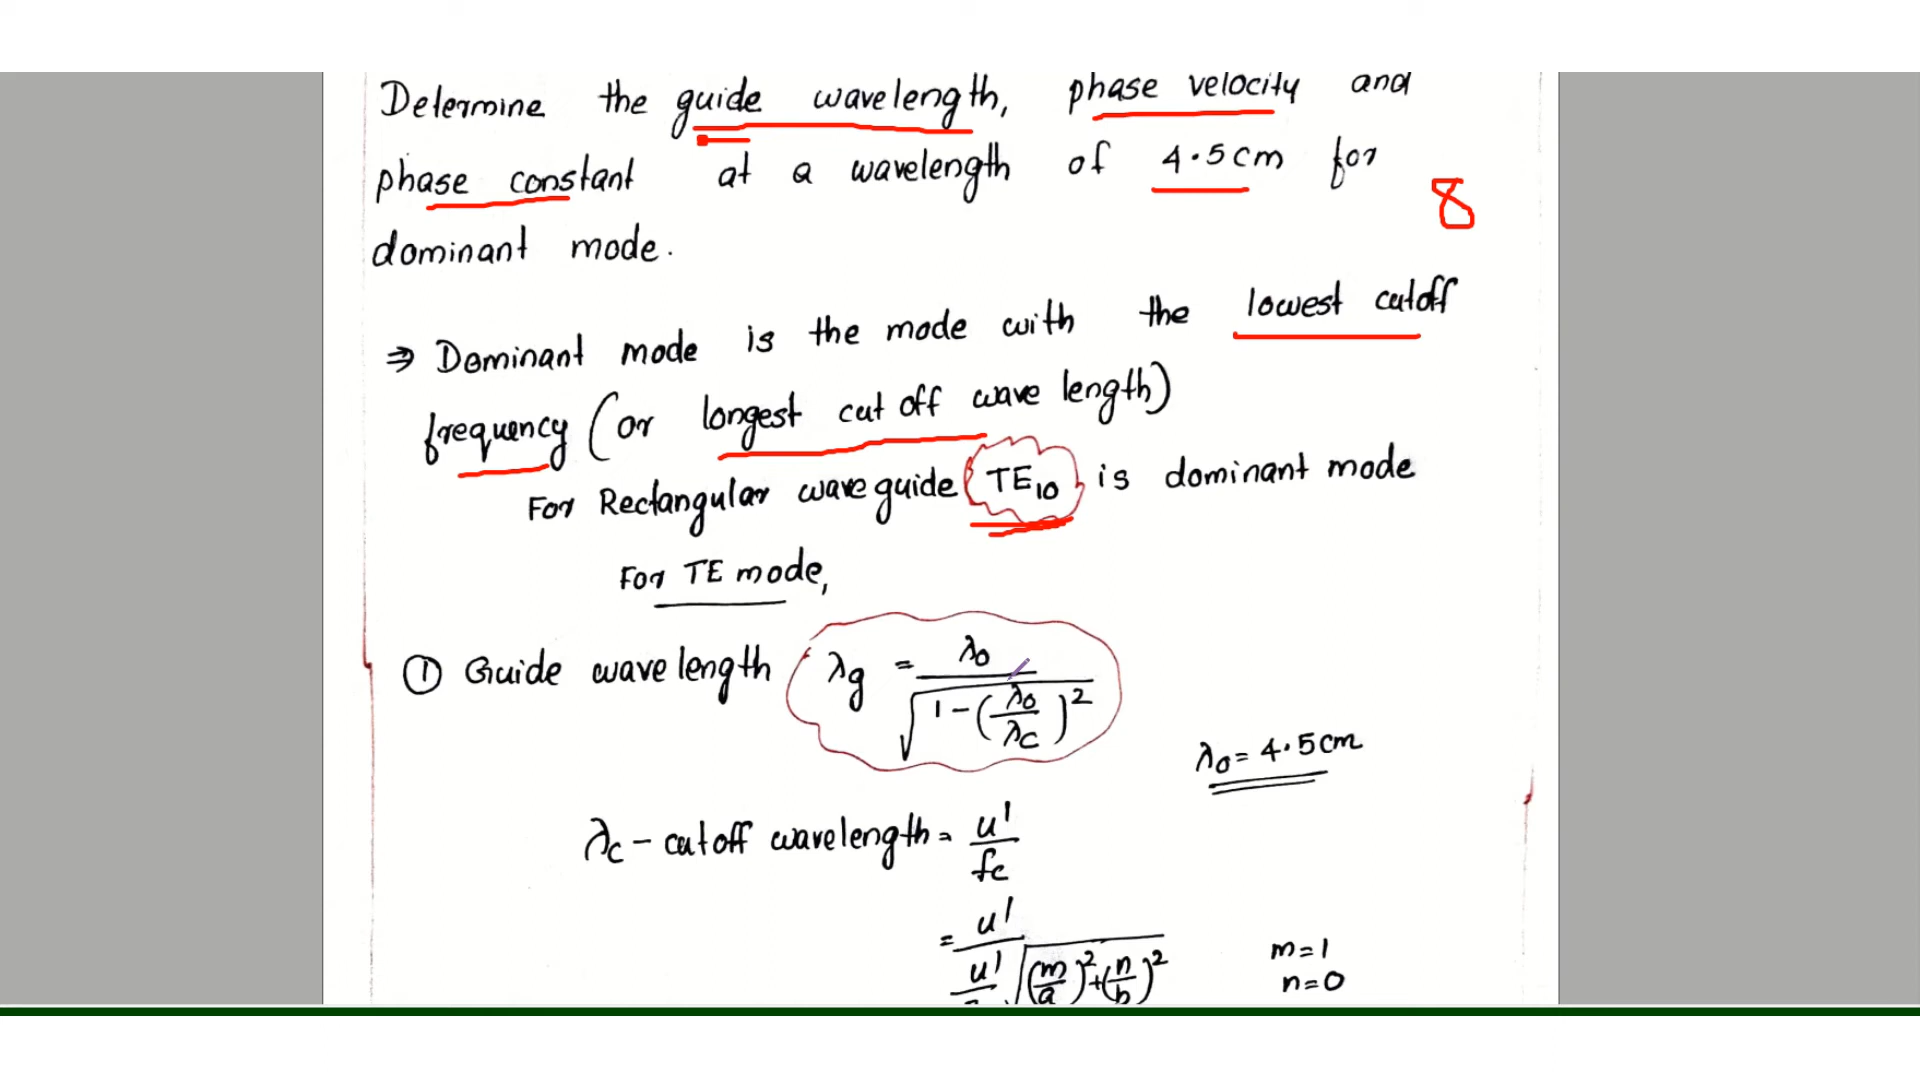 Determine the guide wavelength, phase velocity and
phase constant at a wavelength of 4.5cm for
8
dominant mode.
⇒ Dominant mode is the mode with the lowest cutoff
frequency (or longest cut off wave length)
For Rectangular wave guide TE10 is dominant mode
For TE mode,
① Guide wave length λg = λ0 / √(1-(λ0/λc)²)
λ0 = 4.5cm
λc - cutoff wavelength = u'/fc
= u' / u' √((m/a)²+(n/b)²)
m=1
n=0